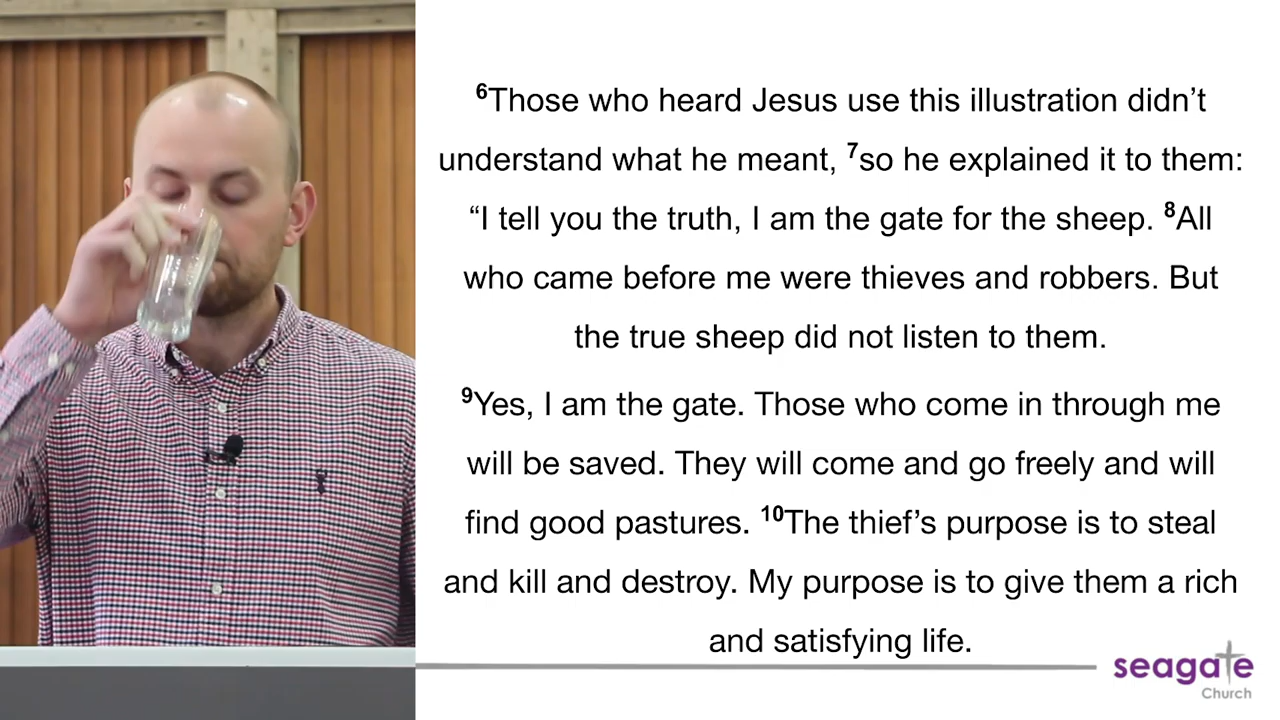 ⁶Those who heard Jesus use this illustration didn’t
understand what he meant, ⁷so he explained it to them:
“I tell you the truth, I am the gate for the sheep. ⁸All
who came before me were thieves and robbers. But
the true sheep did not listen to them.
⁹Yes, I am the gate. Those who come in through me
will be saved. They will come and go freely and will
find good pastures. ¹⁰The thief’s purpose is to steal
and kill and destroy. My purpose is to give them a rich
and satisfying life.
seagate
Church